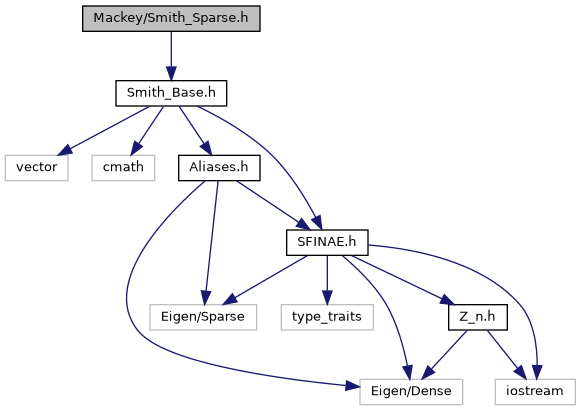 Mackey/Smith_Sparse.h
Smith_Base.h
vector
cmath
Aliases.h
SFINAE.h
Eigen/Sparse
type_traits
Z_n.h
Eigen/Dense
iostream